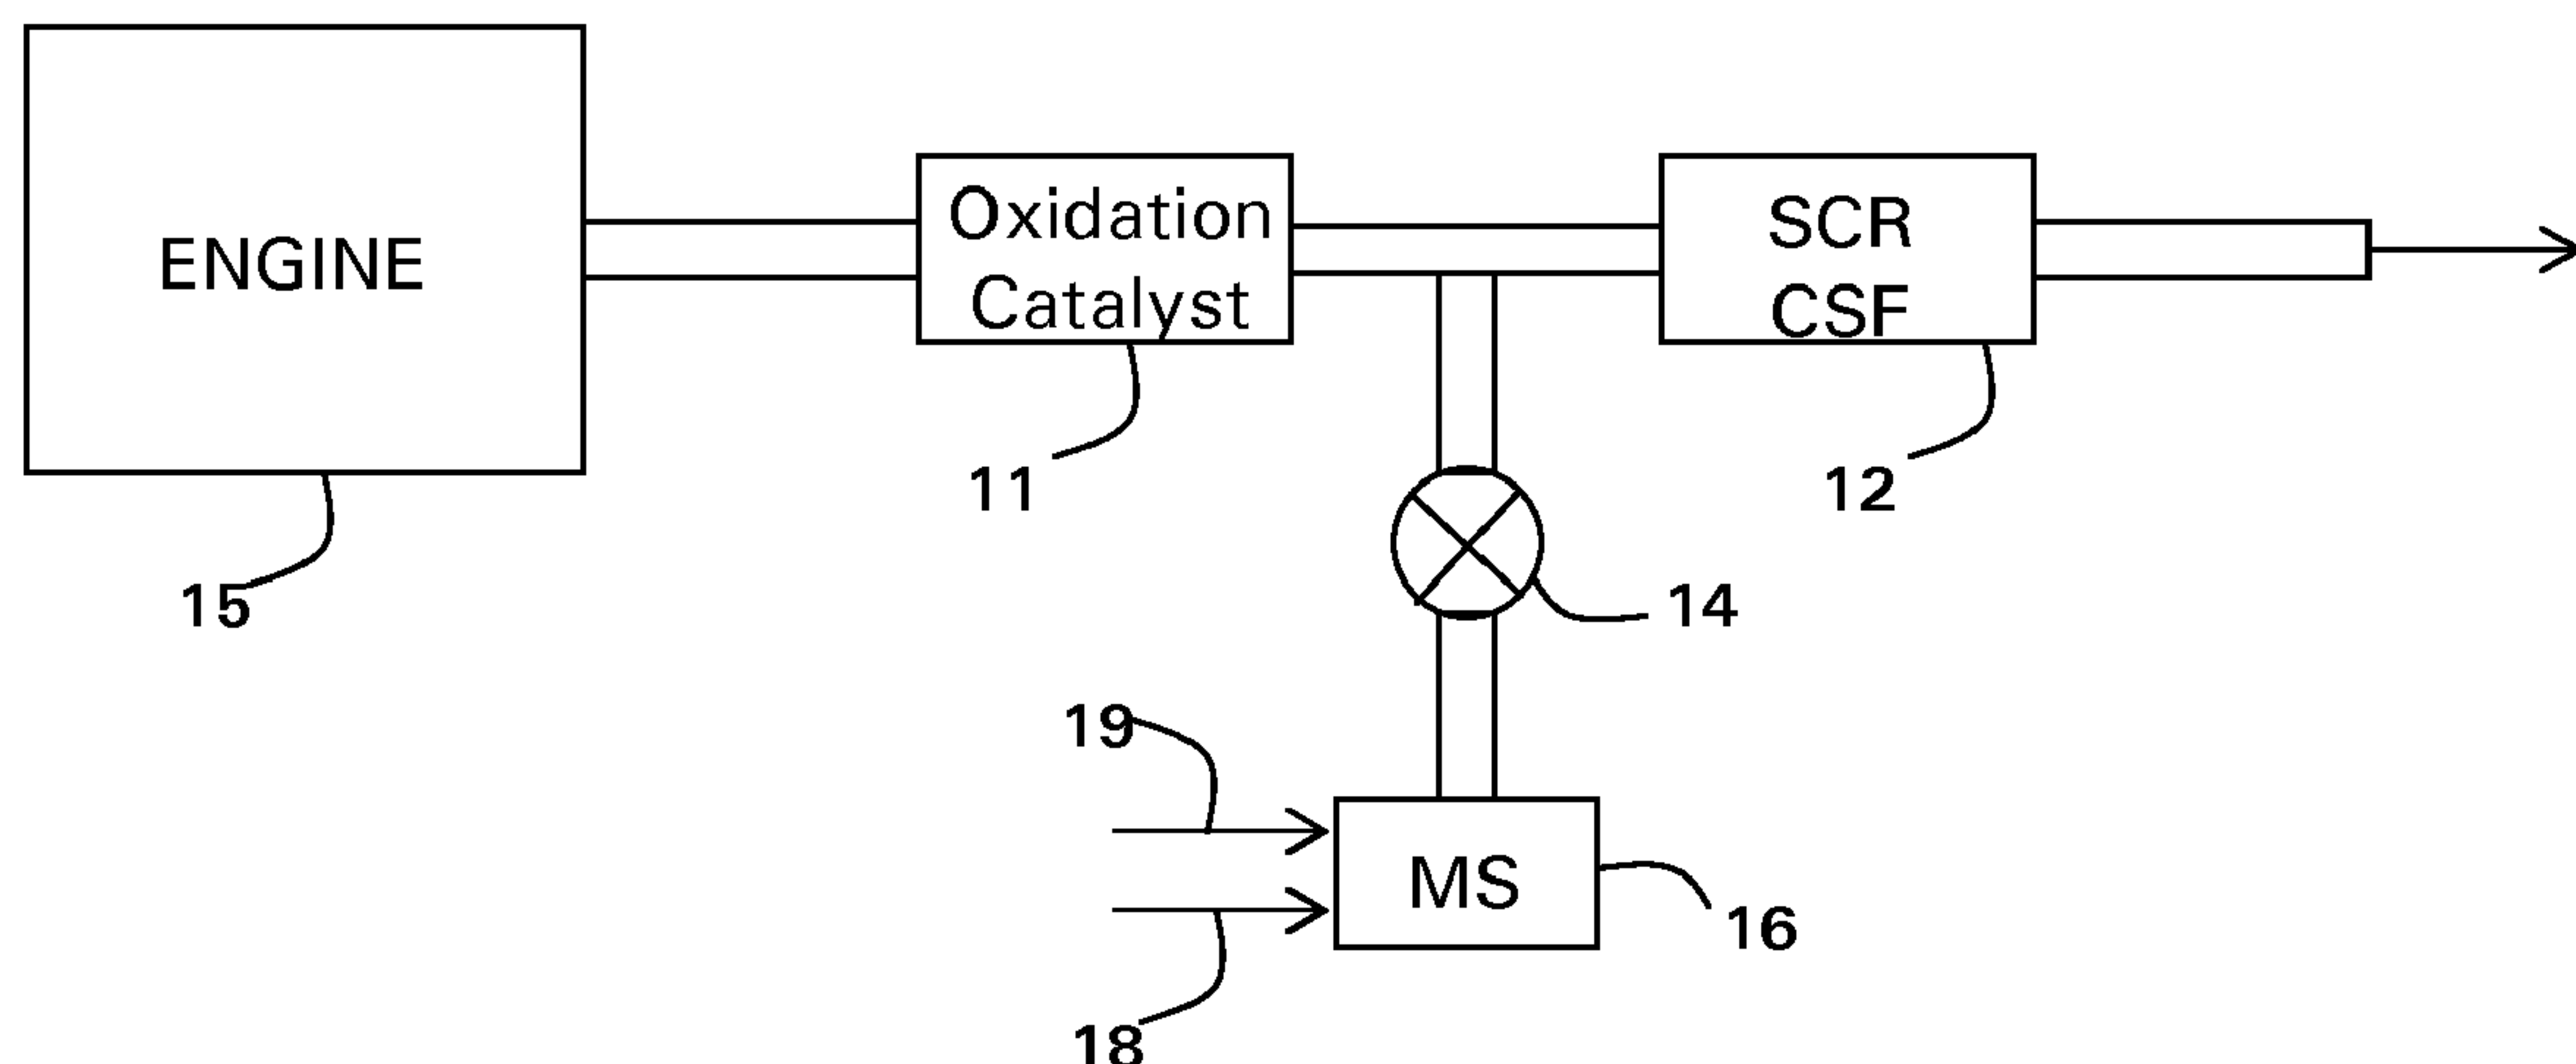 ENGINE
Oxidation
Catalyst
SCR
CSF
11
12
15
14
19
MS
16
18